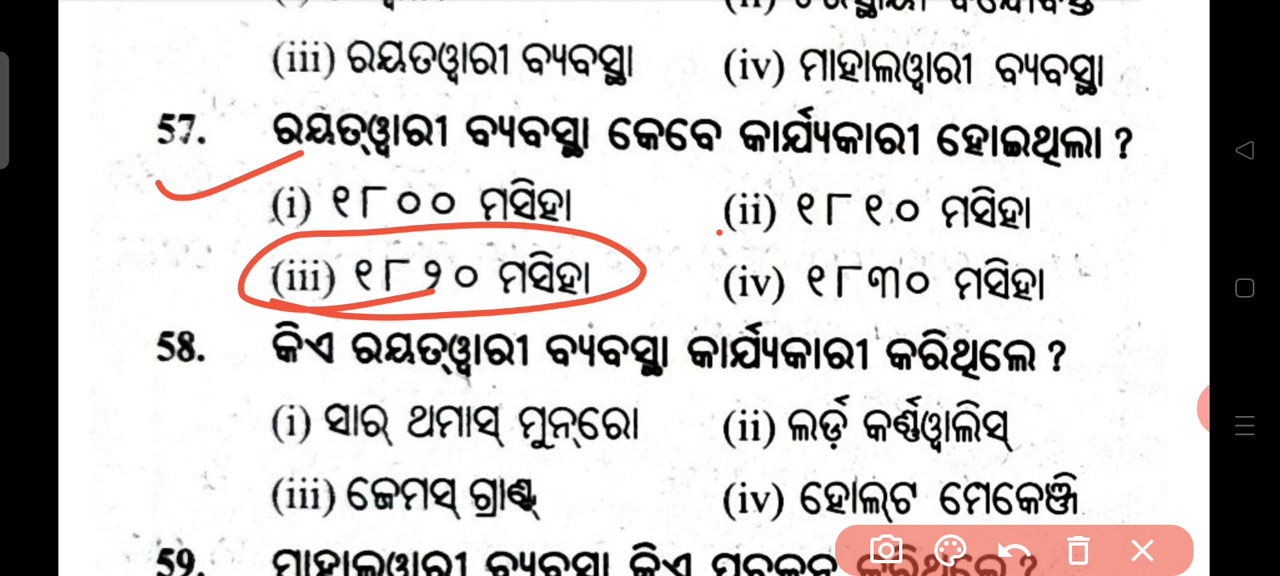 (iii) ରୟତୱାରୀ ବ୍ୟବସ୍ଥା (iv) ମାହାଲୱାରୀ ବ୍ୟବସ୍ଥା
57. ରୟତ୍‌ୱାରୀ ବ୍ୟବସ୍ଥା କେବେ କାର୍ଯ୍ୟକାରୀ ହୋଇଥିଲା ?
(i) ୧୮୦୦ ମସିହା (ii) ୧୮୧୦ ମସିହା
(iii) ୧୮୨୦ ମସିହା (iv) ୧୮୩୦ ମସିହା
58. କିଏ ରୟତ୍‌ୱାରୀ ବ୍ୟବସ୍ଥା କାର୍ଯ୍ୟକାରୀ କରିଥିଲେ ?
(i) ସାର୍ ଥମାସ୍ ମୁନ୍‌ରୋ (ii) ଲର୍ଡ଼ କର୍ଣ୍ଣୱାଲିସ୍
(iii) ଜେମସ୍ ଗ୍ରାଣ୍ଟ୍ (iv) ହୋଲ୍‌ଟ ମେକେଞ୍ଜି
59. ମାହାଲୱାରୀ ବ୍ୟବସ୍ଥା କିଏ ପ୍ରଚଳନ କରିଥିଲେ ?